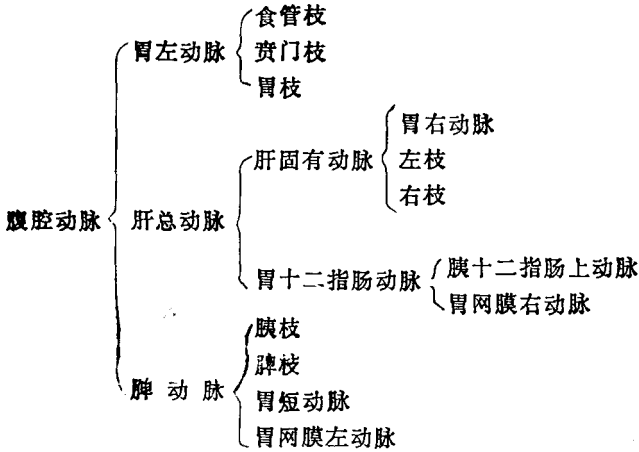 食管枝
胃左动脉
贲门枝
胃枝
胃右动脉
肝固有动脉
左枝
右枝
腹腔动脉
肝总动脉
胃十二指肠动脉
胰十二指肠上动脉
胃网膜右动脉
胰枝
脾枝
脾动脉
胃短动脉
胃网膜左动脉